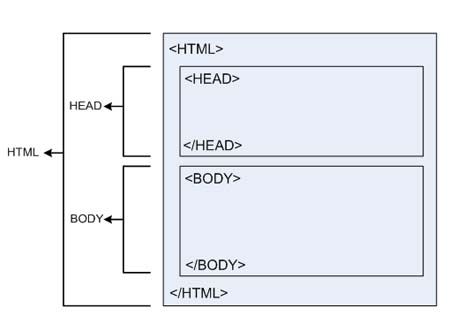 <HTML>
<HEAD>
HEAD
</HEAD>
HTML
<BODY>
BODY
</BODY>
</HTML>